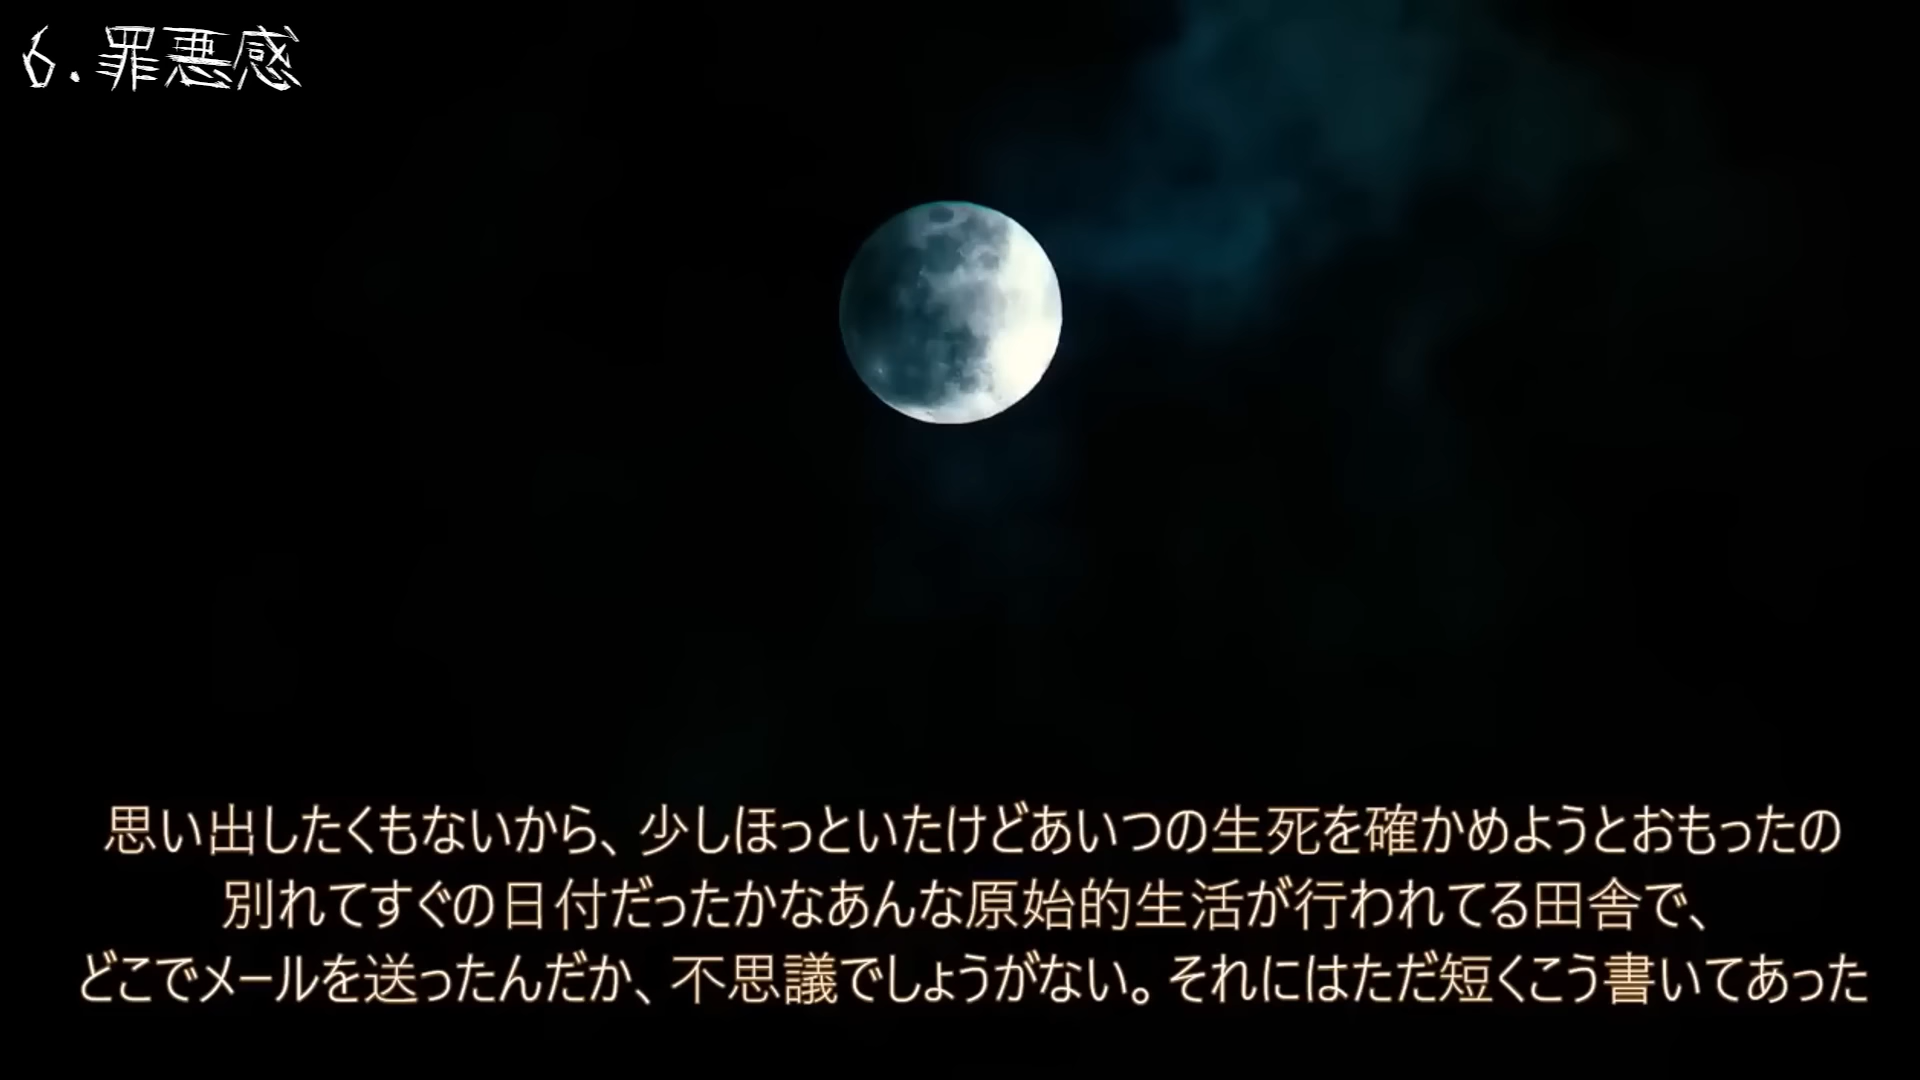 6.罪悪感
思い出したくもないから、少しほっといたけどあいつの生死を確かめようとおもったの
別れてすぐの日付だったかなあんな原始的生活が行われてる田舎で、
どこでメールを送ったんだか、不思議でしょうがない。それにはただ短くこう書いてあった